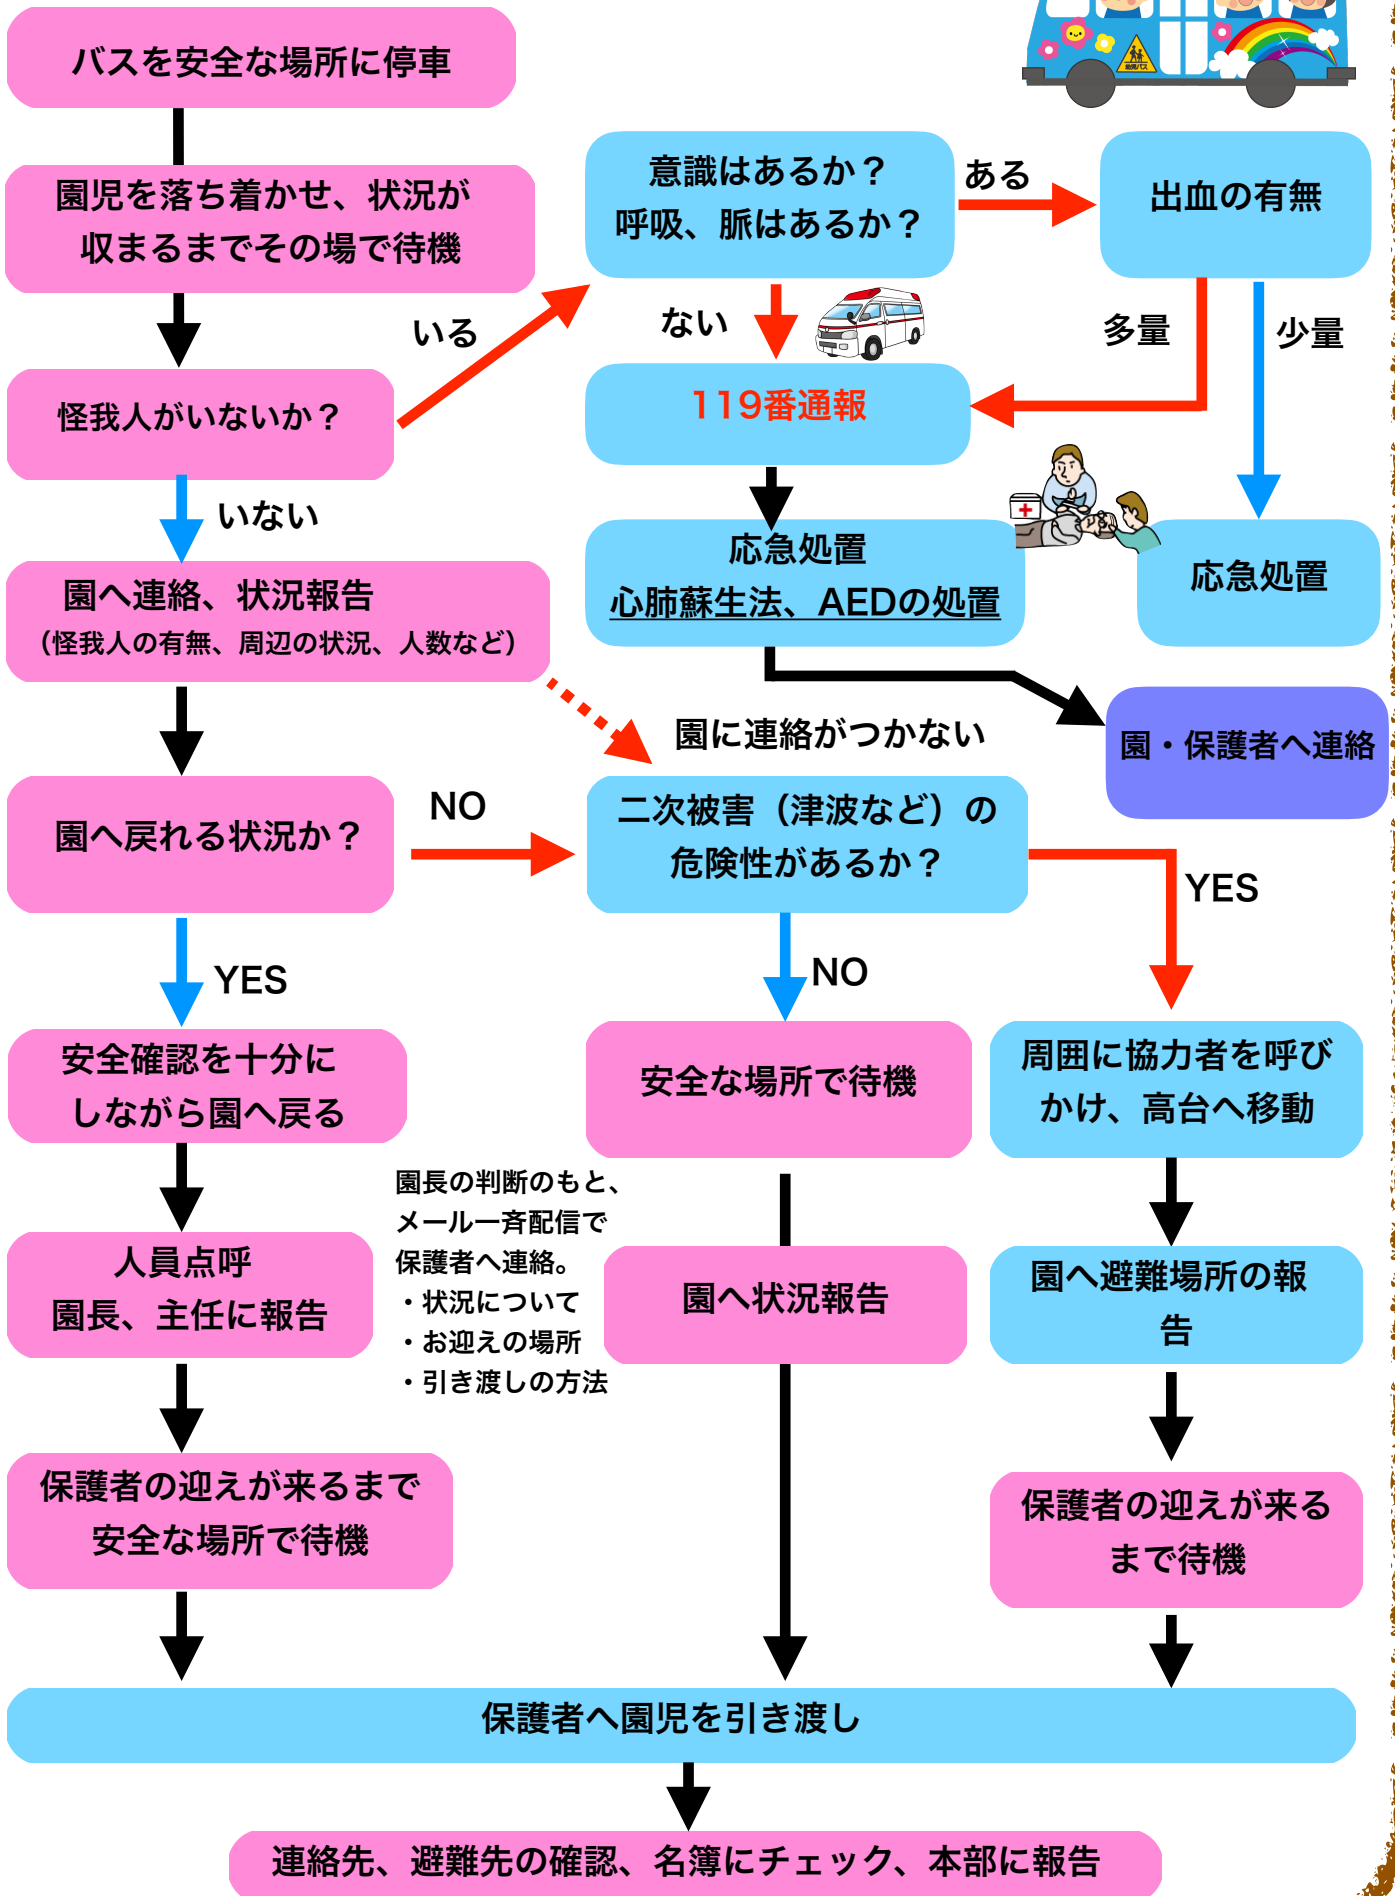 バスを安全な場所に停車
園児を落ち着かせ、状況が
収まるまでその場で待機
怪我人がいないか？
いる
いない
意識はあるか？
呼吸、脈はあるか？
ある
ない
出血の有無
多量
少量
119番通報
応急処置
心肺蘇生法、AEDの処置
応急処置
園・保護者へ連絡
園へ連絡、状況報告
（怪我人の有無、周辺の状況、人数など）
園に連絡がつかない
園へ戻れる状況か？
NO
YES
二次被害（津波など）の
危険性があるか？
YES
NO
安全確認を十分に
しながら園へ戻る
安全な場所で待機
周囲に協力者を呼び
かけ、高台へ移動
人員点呼
園長、主任に報告
園長の判断のもと、
メール一斉配信で
保護者へ連絡。
・状況について
・お迎えの場所
・引き渡しの方法
園へ状況報告
園へ避難場所の報
告
保護者の迎えが来るまで
安全な場所で待機
保護者の迎えが来る
まで待機
保護者へ園児を引き渡し
連絡先、避難先の確認、名簿にチェック、本部に報告